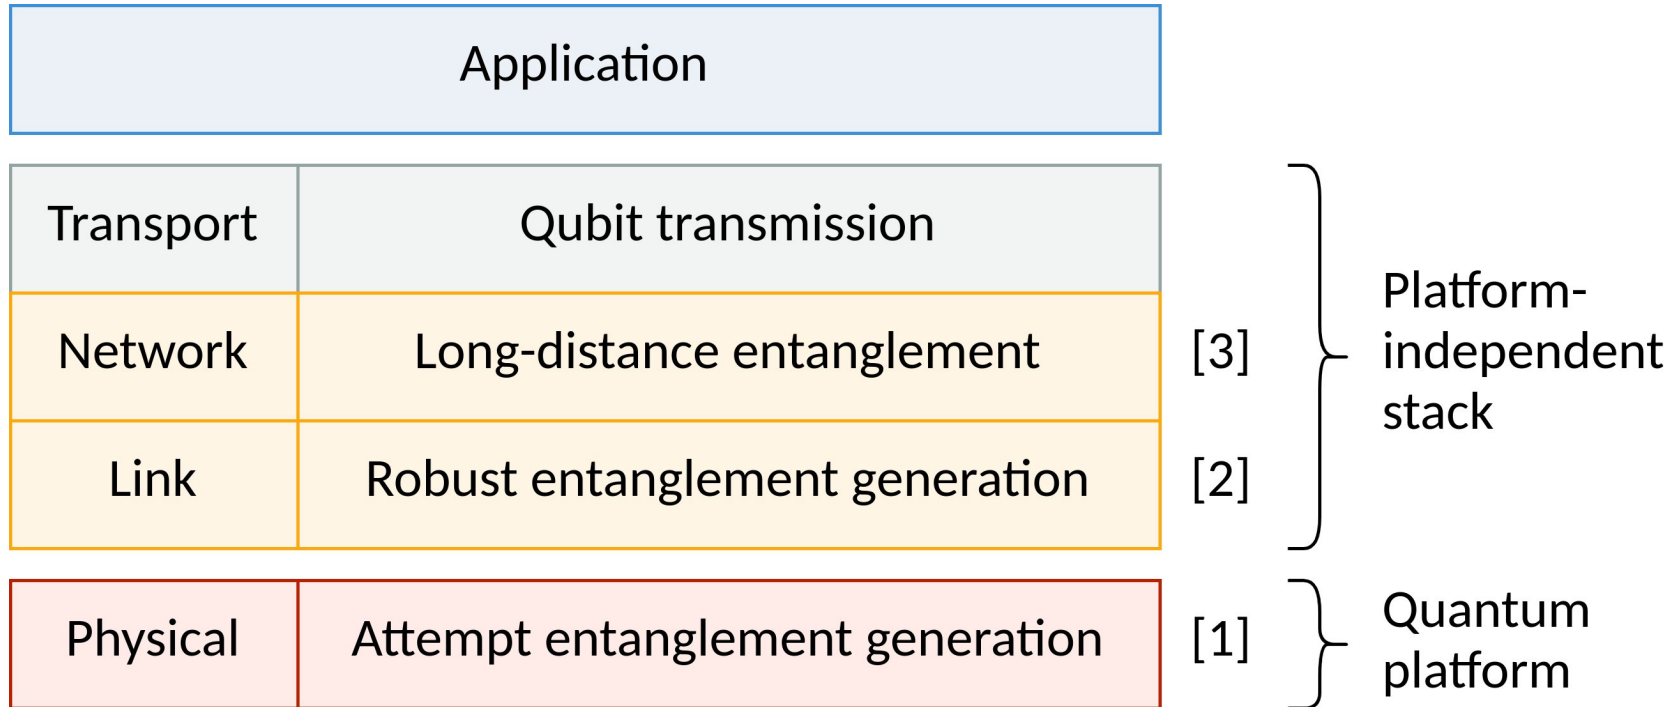 Application
Transport
Qubit transmission
Network
Long-distance entanglement
[3]
Link
Robust entanglement generation
[2]
Platform-
independent
stack
Physical
Attempt entanglement generation
[1]
Quantum
platform